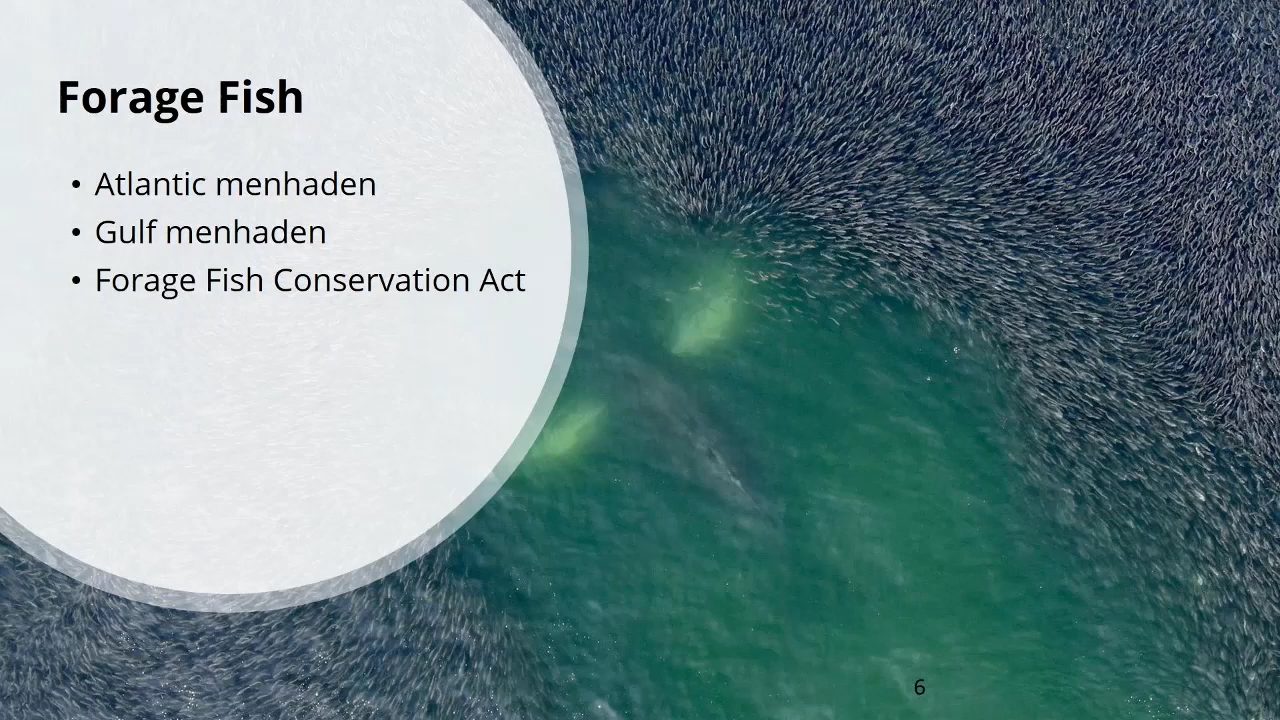 Forage Fish
• Atlantic menhaden
• Gulf menhaden
• Forage Fish Conservation Act
6